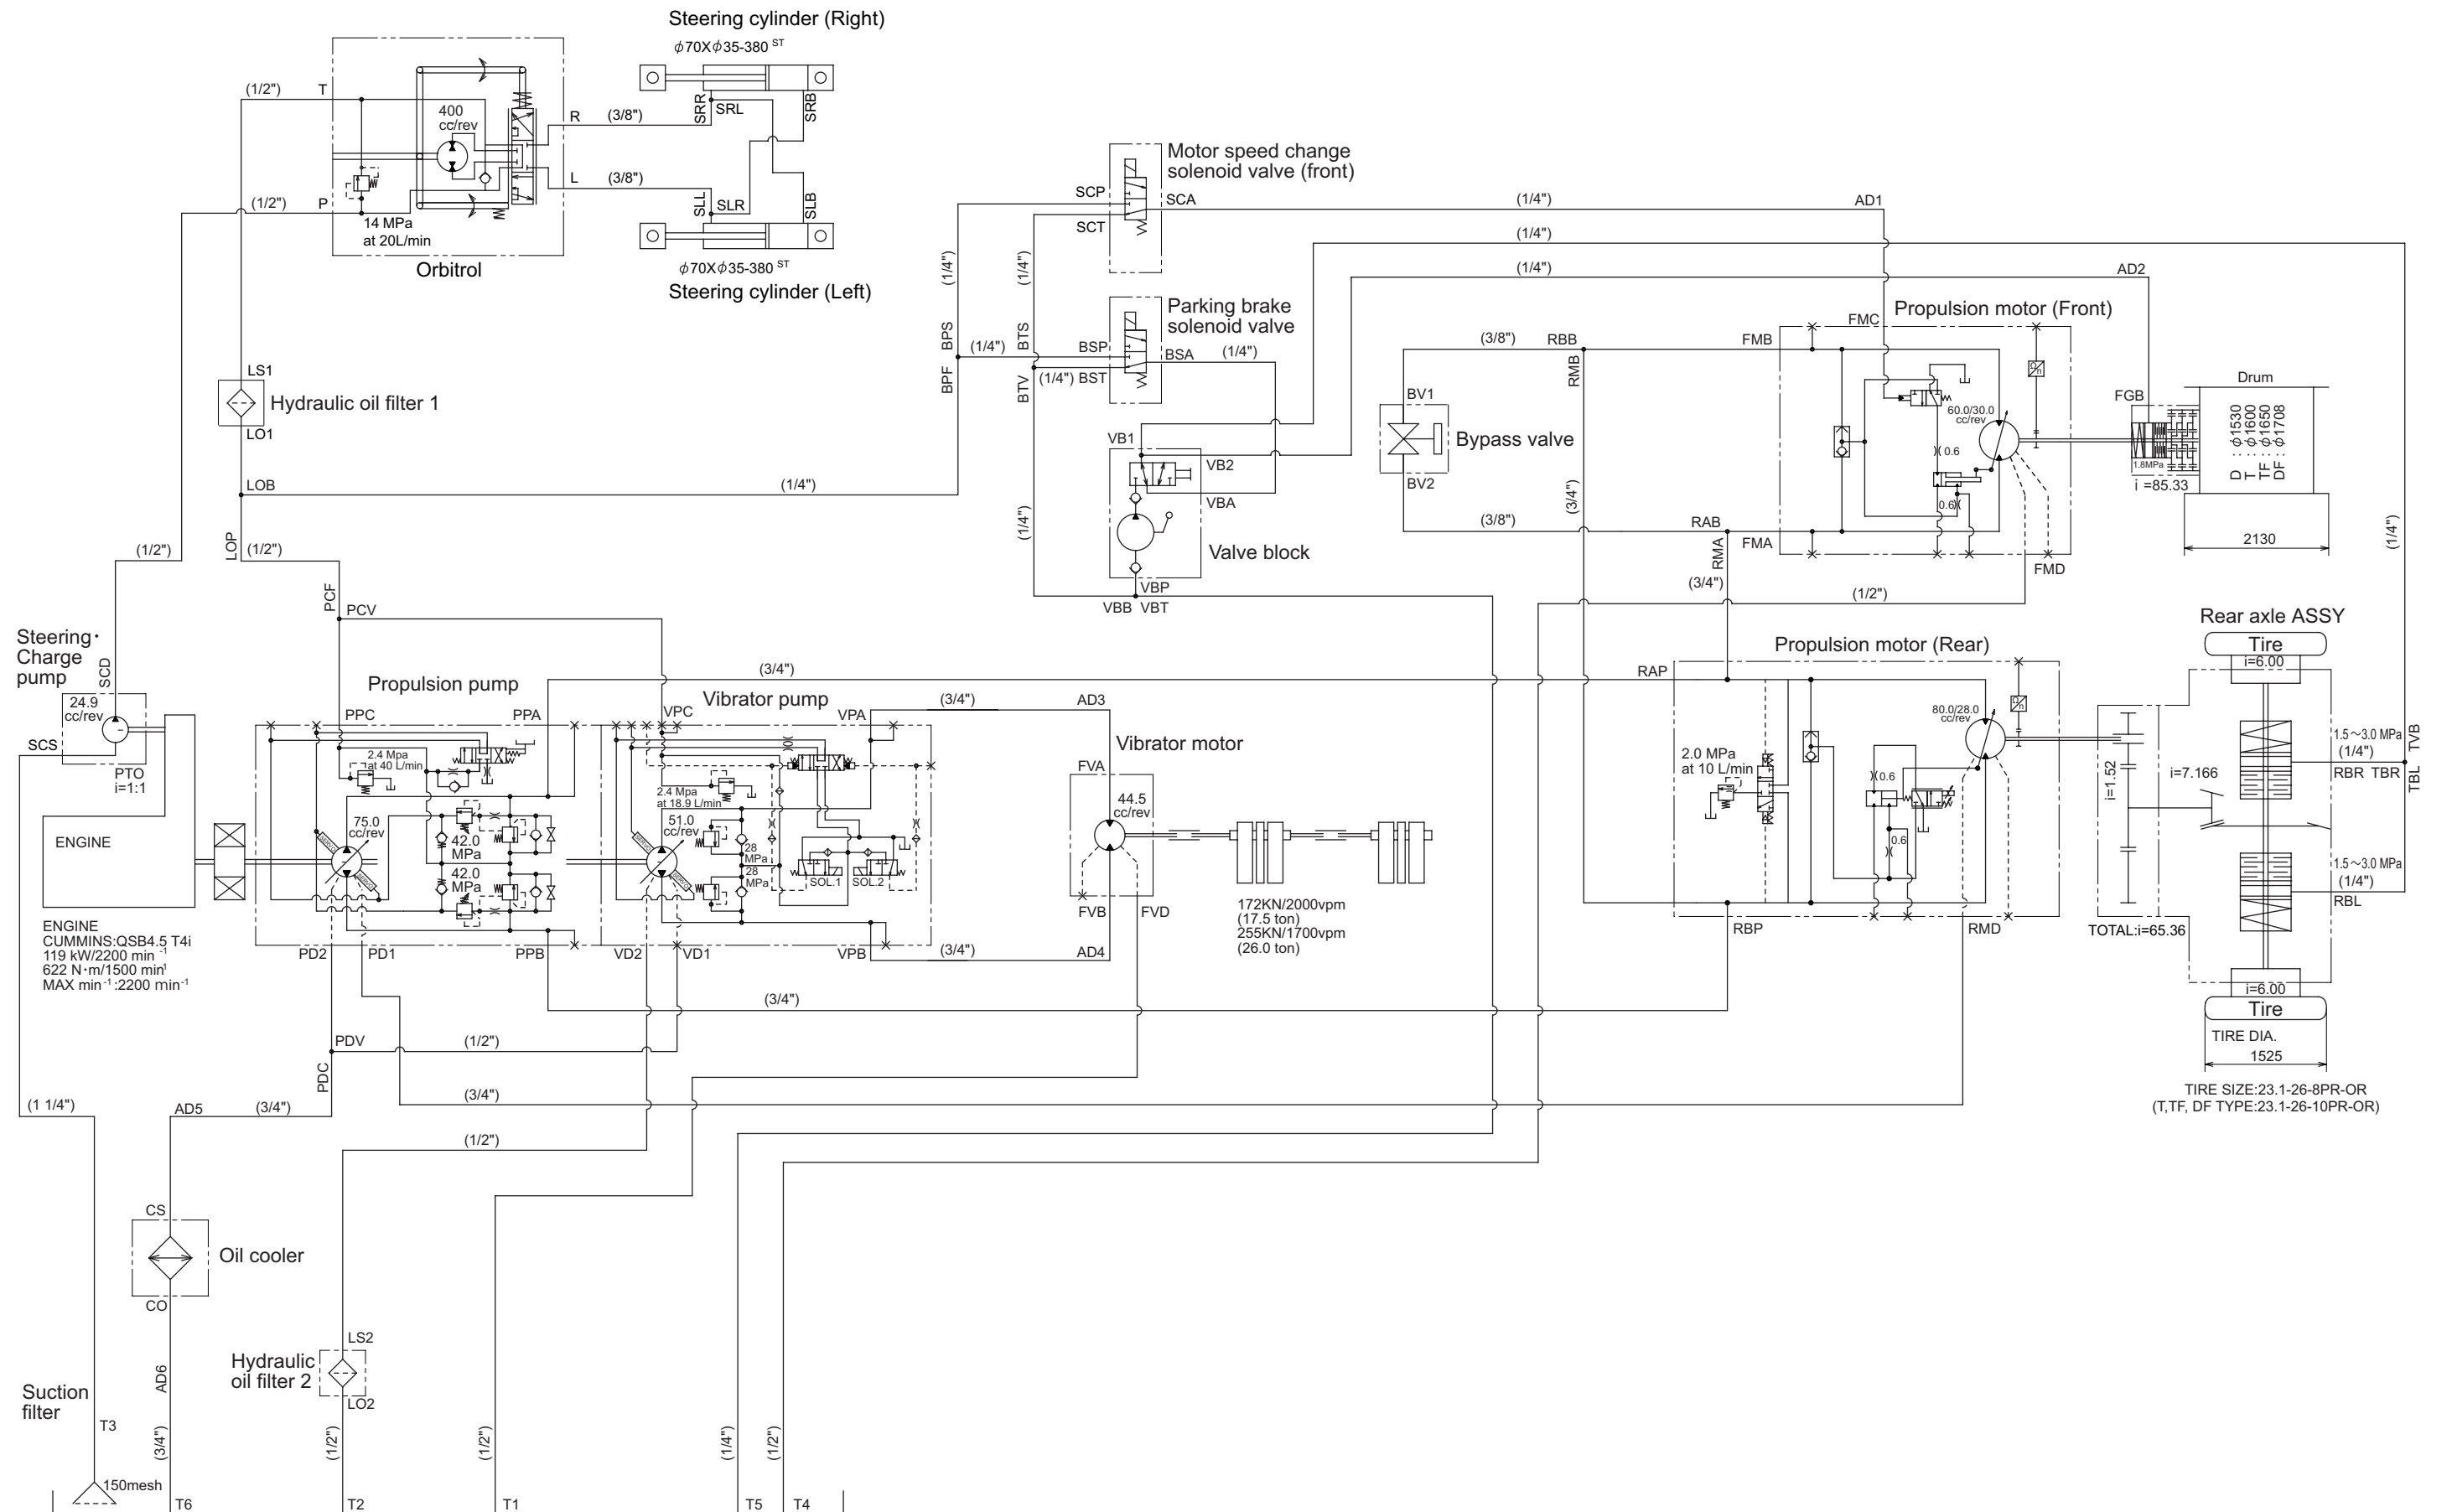 Steering cylinder (Right)
ϕ70Xϕ35-380 ST
(1/2")
T
400
cc/rev
R
(3/8")
SRR
SRL
SRB
L
(3/8")
SLL
SLR
SLB
(1/2")
P
14 MPa
at 20L/min
Orbitrol
ϕ70Xϕ35-380 ST
Steering cylinder (Left)
Motor speed change
solenoid valve (front)
SCP
SCA
SCT
(1/4")
AD1
(1/4")
(1/4")
AD2
(1/4")
(1/4")
BPS
BTS
Parking brake
solenoid valve
(1/4")
BSP
BSA
(1/4")
BPF
BTV
(1/4")
BST
Propulsion motor (Front)
FMC
(3/8")
RBB
FMB
RMB
LS1
Hydraulic oil filter 1
LO1
BV1
Bypass valve
BV2
60.0/30.0
cc/rev
0.6
0.6
Drum
FGB
1.8MPa
i =85.33
D : ϕ1530
T : ϕ1600
TF : ϕ1650
DF : ϕ1708
2130
VB1
VB2
VBA
Valve block
VBP
VBB
VBT
LOB
(1/4")
(1/4")
(3/4")
(3/8")
RAB
FMA
RMA
(3/4")
FMD
(1/2")
(1/4")
(1/2")
LOP
(1/2")
PCF
PCV
Steering・
Charge
pump
SCD
24.9
cc/rev
SCS
PTO
i=1:1
Propulsion pump
PPC
PPA
2.4 Mpa
at 40 L/min
75.0
cc/rev
SERVO
SERVO
42.0
MPa
42.0
MPa
Vibrator pump
VPC
VPA
2.4 Mpa
at 18.9 L/min
51.0
cc/rev
SERVO
SERVO
28
MPa
28
MPa
SOL.1
SOL.2
(3/4")
(3/4")
AD3
Vibrator motor
FVA
44.5
cc/rev
FVB
FVD
172KN/2000vpm
(17.5 ton)
255KN/1700vpm
(26.0 ton)
(3/4")
AD4
Propulsion motor (Rear)
RAP
80.0/28.0
cc/rev
2.0 MPa
at 10 L/min
0.6
0.6
RBP
RMD
Rear axle ASSY
Tire
i=6.00
i=1.52
i=7.166
1.5～3.0 MPa
(1/4")
RBR
TBR
TVB
TBL
1.5～3.0 MPa
(1/4")
RBL
TOTAL:i=65.36
i=6.00
Tire
TIRE DIA.
1525
TIRE SIZE:23.1-26-8PR-OR
(T,TF, DF TYPE:23.1-26-10PR-OR)
ENGINE
ENGINE
CUMMINS:QSB4.5 T4i
119 kW/2200 min -1
622 N･m/1500 min1
MAX min-1 :2200 min-1
PD2
PD1
PPB
VD2
VD1
VPB
(3/4")
PDV
(1/2")
PDC
(1 1/4")
AD5
(3/4")
(3/4")
(1/2")
CS
Oil cooler
CO
LS2
Hydraulic
oil filter 2
LO2
AD6
Suction
filter
T3
(3/4")
(1/2")
(1/2")
(1/4")
(1/2")
150mesh
T6
T2
T1
T5
T4